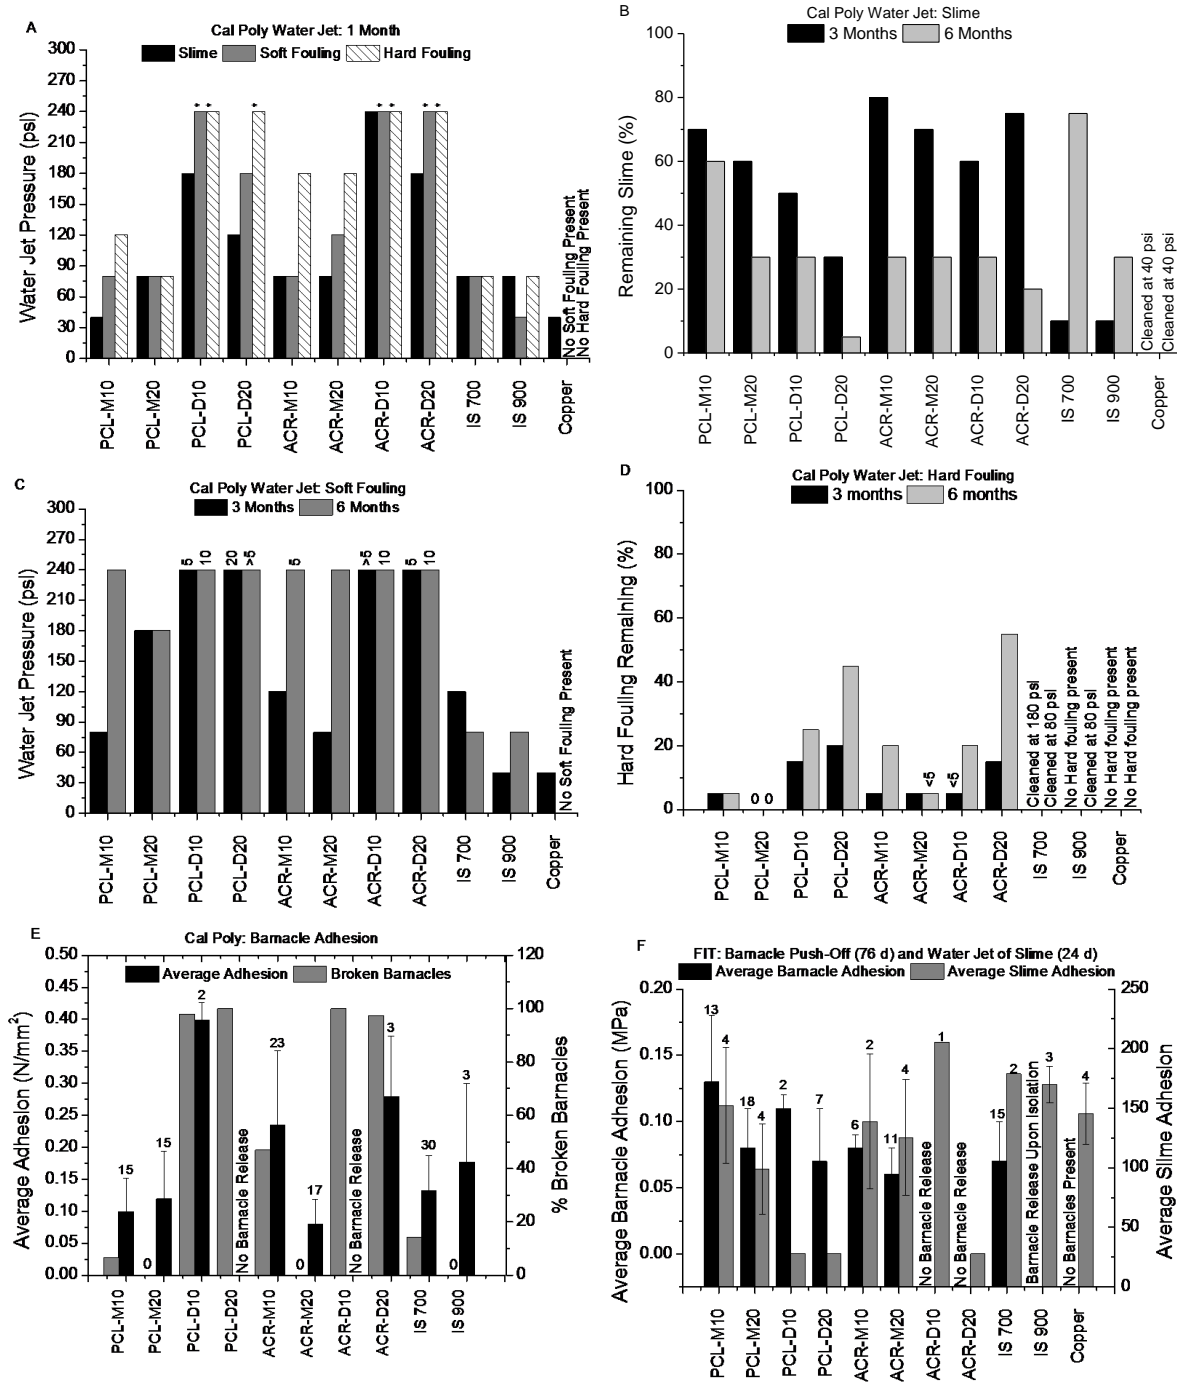 A
Cal Poly Water Jet: 1 Month
Slime Soft Fouling Hard Fouling
Water Jet Pressure (psi)
300
270
240
210
180
150
120
90
60
30
0
* * * * * * *
No Soft Fouling Present
No Hard Fouling Present
PCL-M10
PCL-M20
PCL-D10
PCL-D20
ACR-M10
ACR-M20
ACR-D10
ACR-D20
IS 700
IS 900
Copper
B
Cal Poly Water Jet: Slime
3 Months 6 Months
Remaining Slime (%)
100
80
60
40
20
0
Cleaned at 40 psi
Cleaned at 40 psi
PCL-M10
PCL-M20
PCL-D10
PCL-D20
ACR-M10
ACR-M20
ACR-D10
ACR-D20
IS 700
IS 900
Copper
C
Cal Poly Water Jet: Soft Fouling
3 Months 6 Months
Water Jet Pressure (psi)
300
270
240
210
180
150
120
90
60
30
0
5
10
20
>5
5
>5
10
5
10
No Soft Fouling Present
PCL-M10
PCL-M20
PCL-D10
PCL-D20
ACR-M10
ACR-M20
ACR-D10
ACR-D20
IS 700
IS 900
Copper
D
Cal Poly Water Jet: Hard Fouling
3 months 6 months
Hard Fouling Remaining (%)
100
80
60
40
20
0
0 0
<5
<5
Cleaned at 180 psi
Cleaned at 80 psi
No Hard fouling present
Cleaned at 80 psi
No Hard fouling present
No Hard fouling present
PCL-M10
PCL-M20
PCL-D10
PCL-D20
ACR-M10
ACR-M20
ACR-D10
ACR-D20
IS 700
IS 900
Copper
E
Cal Poly: Barnacle Adhesion
Average Adhesion Broken Barnacles
Average Adhesion (N/mm²)
0.50
0.45
0.40
0.35
0.30
0.25
0.20
0.15
0.10
0.05
0.00
15
0
15
2
No Barnacle Release
23
0
17
No Barnacle Release
3
30
0
3
120
100
80
60
40
20
0
% Broken Barnacles
PCL-M10
PCL-M20
PCL-D10
PCL-D20
ACR-M10
ACR-M20
ACR-D10
ACR-D20
IS 700
IS 900
F
FIT: Barnacle Push-Off (76 d) and Water Jet of Slime (24 d)
Average Barnacle Adhesion Average Slime Adhesion
Average Barnacle Adhesion (MPa)
0.20
0.15
0.10
0.05
0.00
13
4
18
4
2
7
6
2
11
4
No Barnacle Release
1
No Barnacle Release
15
2
Barnacle Release Upon Isolation
3
No Barnacles Present
4
250
200
150
100
50
0
Average Slime Adhesion
PCL-M10
PCL-M20
PCL-D10
PCL-D20
ACR-M10
ACR-M20
ACR-D10
ACR-D20
IS 700
IS 900
Copper